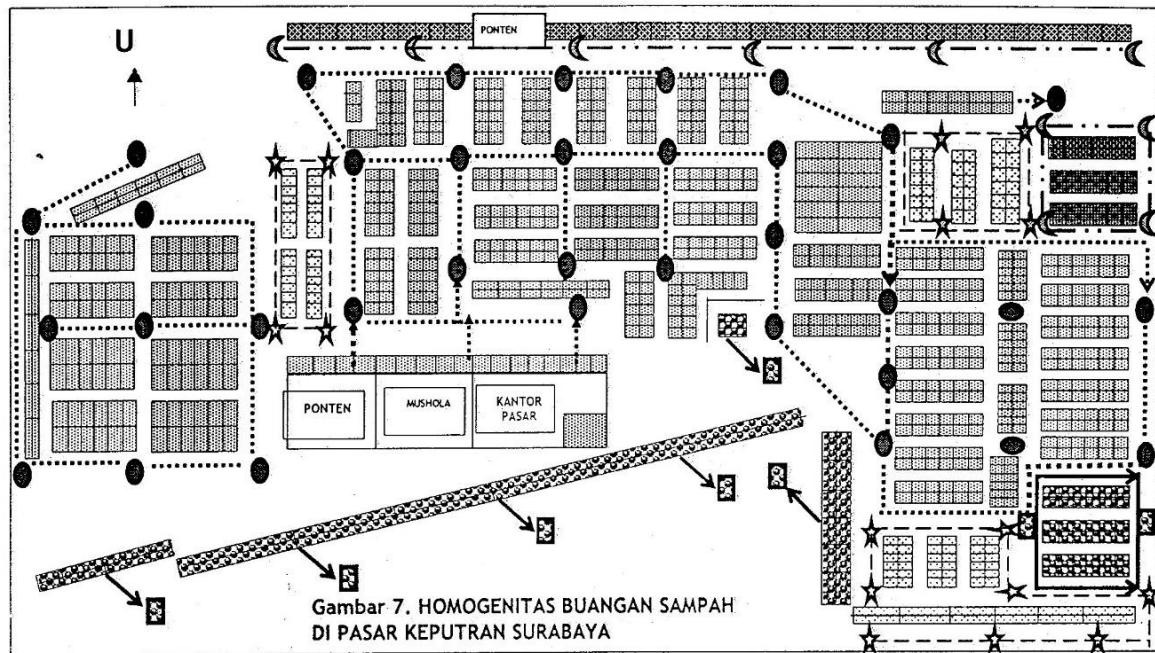 U
PONTEN
PONTEN
MUSHOLA
KANTOR
PASAR
Gambar 7. HOMOGENITAS BUANGAN SAMPAH
DI PASAR KEPUTRAN SURABAYA